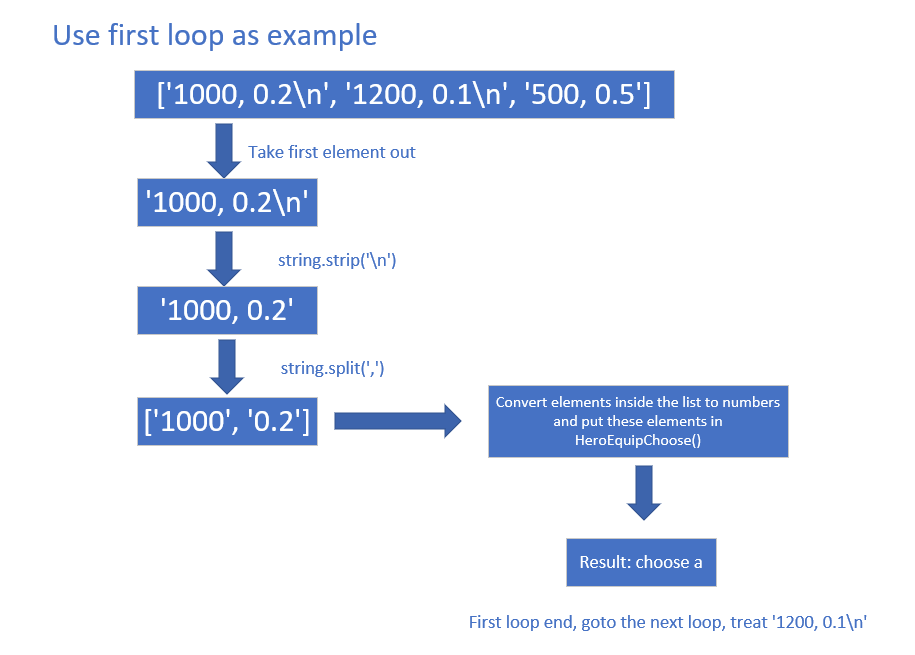 Use first loop as example
['1000, 0.2\n', '1200, 0.1\n', '500, 0.5']
Take first element out
'1000, 0.2\n'
string.strip('\n')
'1000, 0.2'
string.split(',')
['1000', '0.2']
Convert elements inside the list to numbers
and put these elements in
HeroEquipChoose()
Result: choose a
First loop end, goto the next loop, treat '1200, 0.1\n'